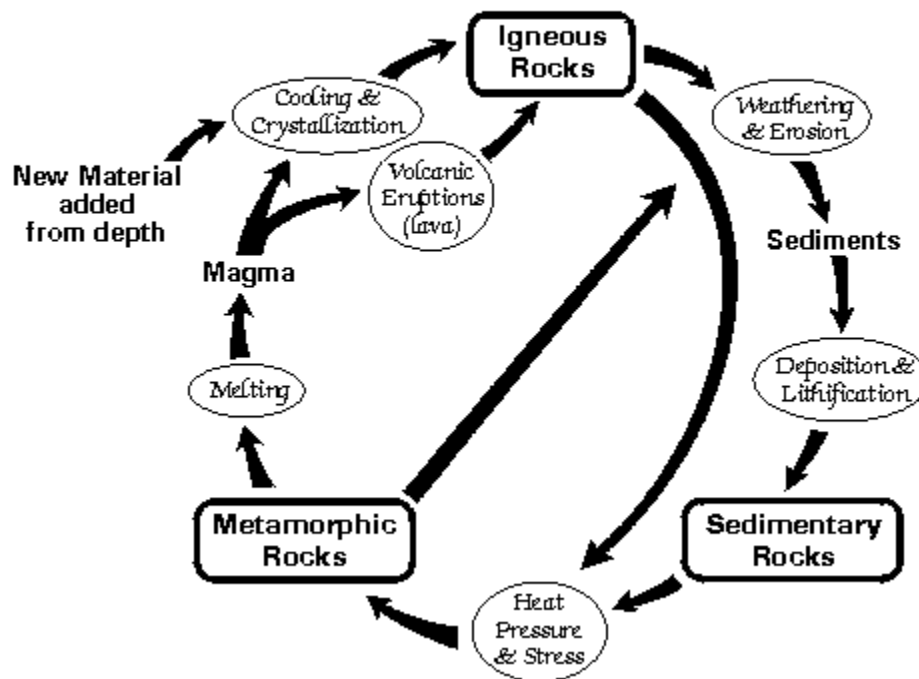 Igneous
Rocks
Cooling &
Crystallization
Weathering
& Erosion
New Material
added
from depth
Volcanic
Eruptions
(lava)
Sediments
Magma
Deposition &
Lithification
Melting
Metamorphic
Rocks
Sedimentary
Rocks
Heat
Pressure
& Stress